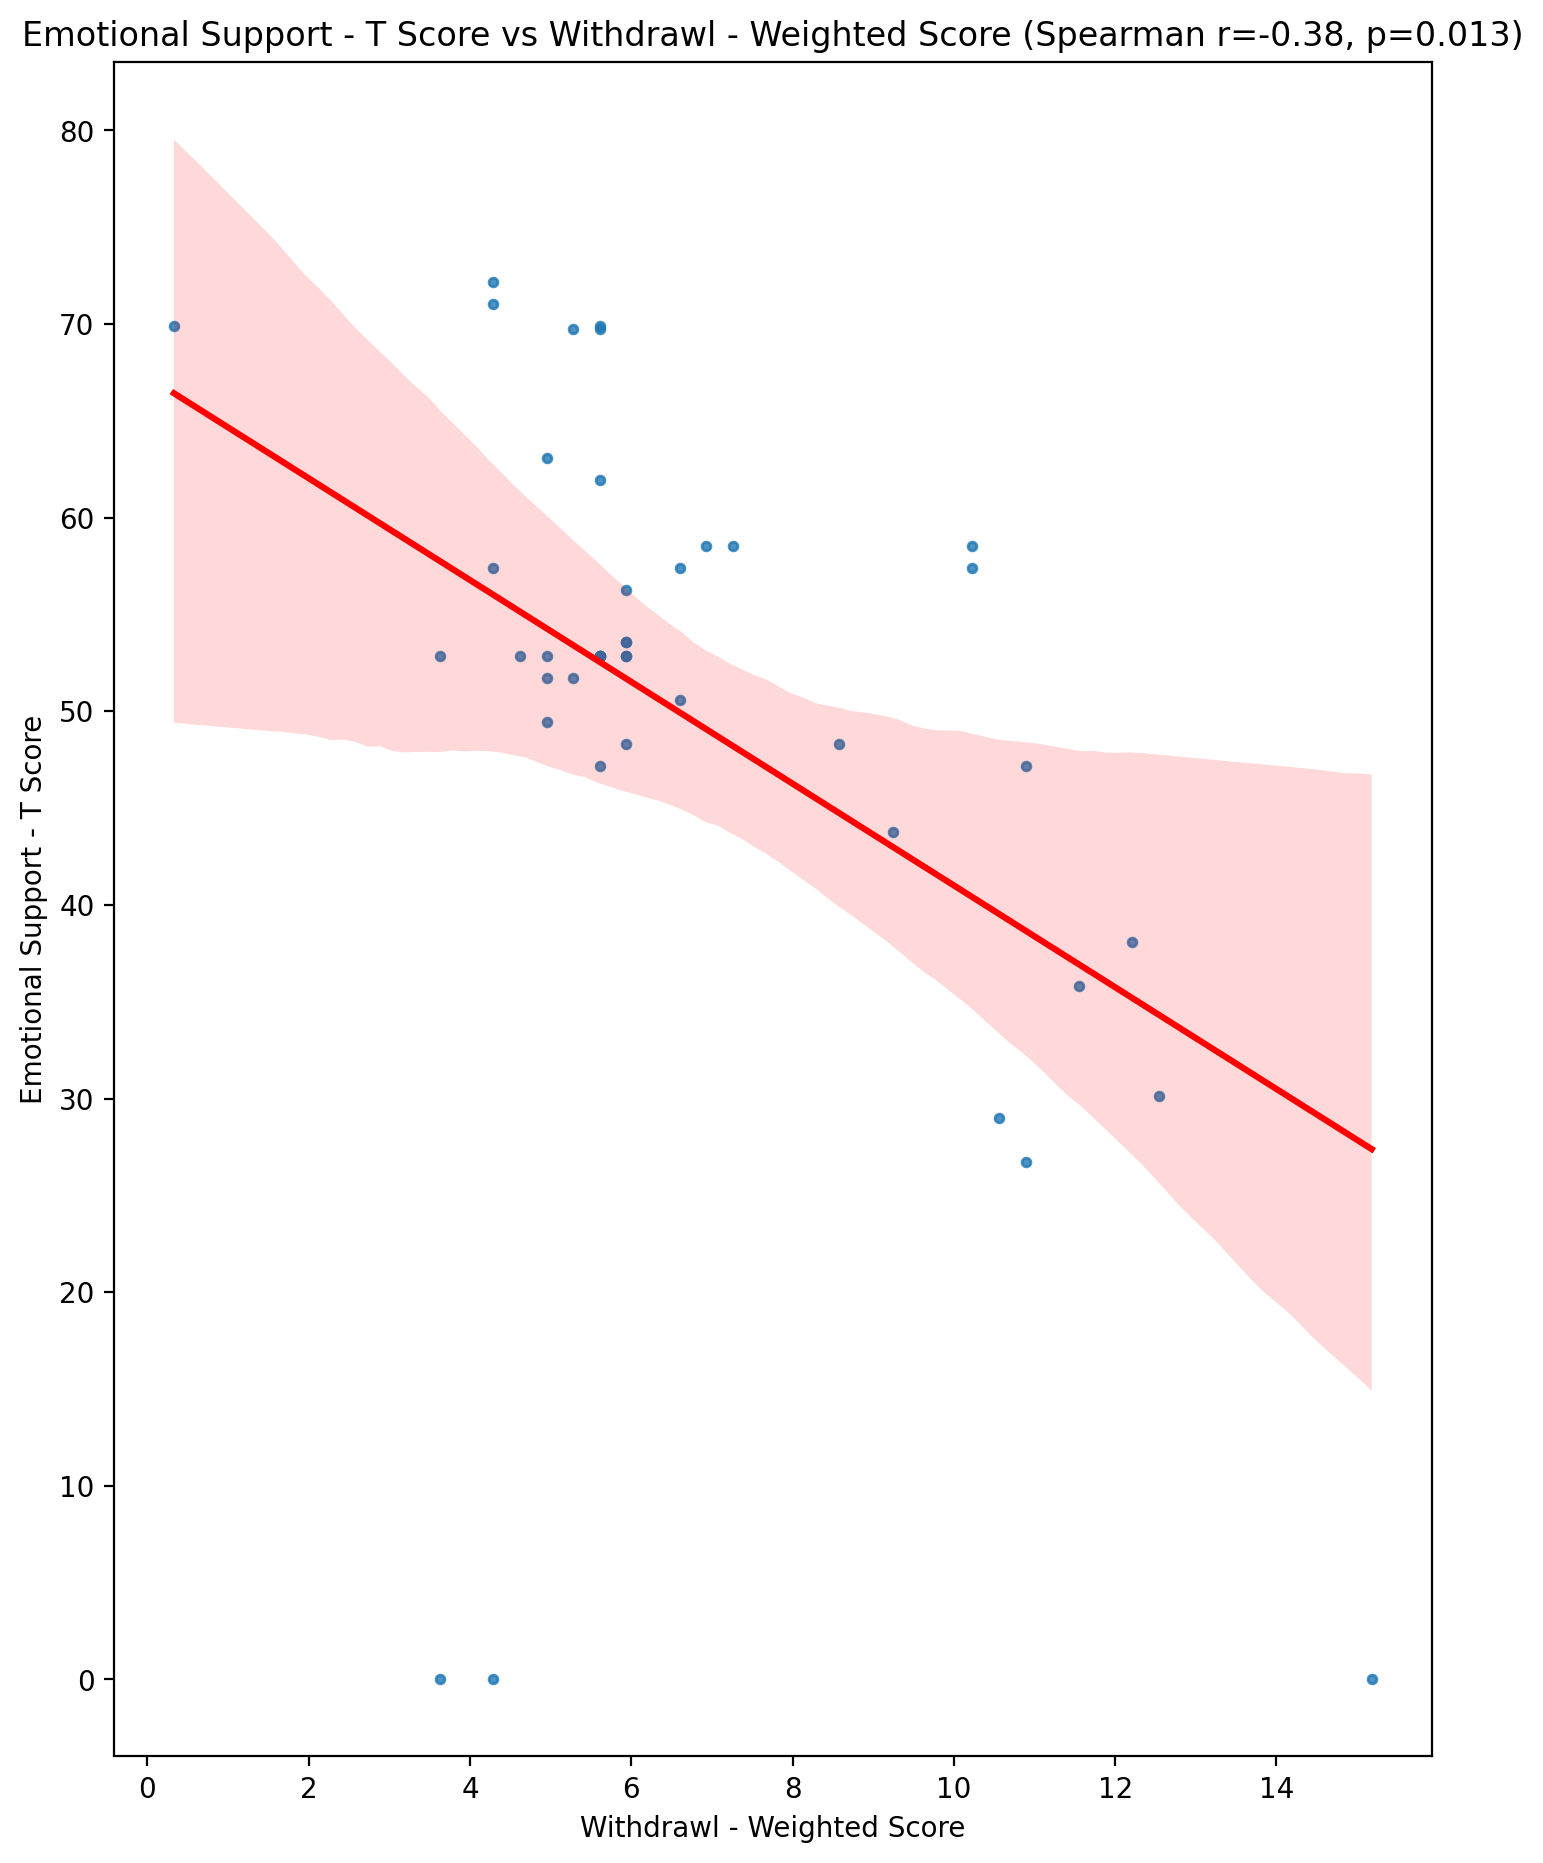 Emotional Support - T Score vs Withdrawl - Weighted Score (Spearman r=-0.38, p=0.013)
80
70
60
50
40
30
20
10
0
Emotional Support - T Score
0 2 4 6 8 10 12 14
Withdrawl - Weighted Score